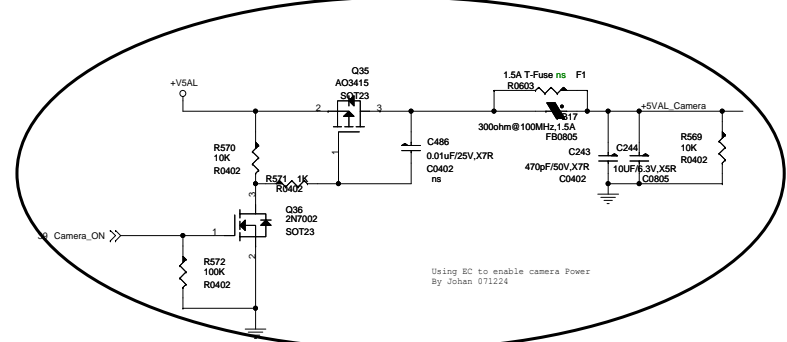 Q35
AO3415
SOT23
+V5AL
2
3
1
1.5A T-Fuse ns F1
R0603
+5VAL_Camera
B17
300ohm@100MHz,1.5A
FB0805
R570
10K
R0402
R571 1K
R0402
C486
0.01uF/25V,X7R
C0402
ns
C243
470pF/50V,X7R
C0402
C244
10UF/6.3V,X5R
C0805
R569
10K
R0402
3
Q36
2N7002
SOT23
1
2
Camera_ON
R572
100K
R0402
Using EC to enable camera Power
By Johan 071224